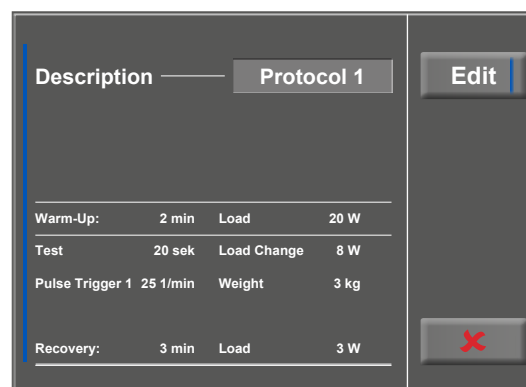 Description Protocol 1 Edit
Warm-Up: 2 min Load 20 W
Test 20 sek Load Change 8 W
Pulse Trigger 1 25 1/min Weight 3 kg
Recovery: 3 min Load 3 W